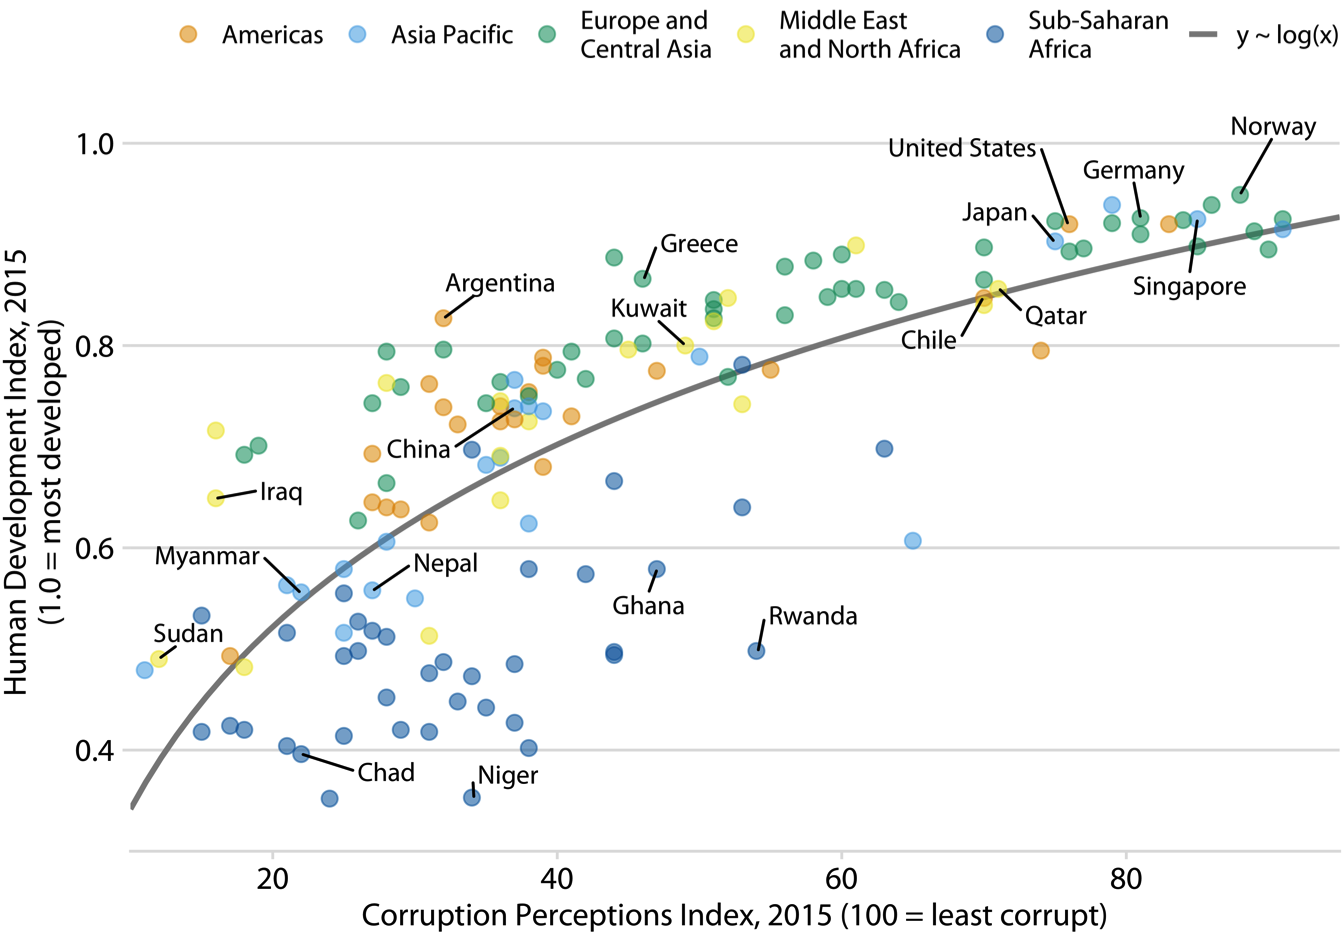 Americas
Asia Pacific
Europe and
Central Asia
Middle East
and North Africa
Sub-Saharan
Africa
y ~ log(x)
Human Development Index, 2015
(1.0 = most developed)
1.0
0.8
0.6
0.4
Norway
United States
Germany
Japan
Greece
Argentina
Singapore
Kuwait
Qatar
Chile
China
Iraq
Myanmar
Nepal
Ghana
Rwanda
Sudan
Chad
Niger
20
40
60
80
Corruption Perceptions Index, 2015 (100 = least corrupt)